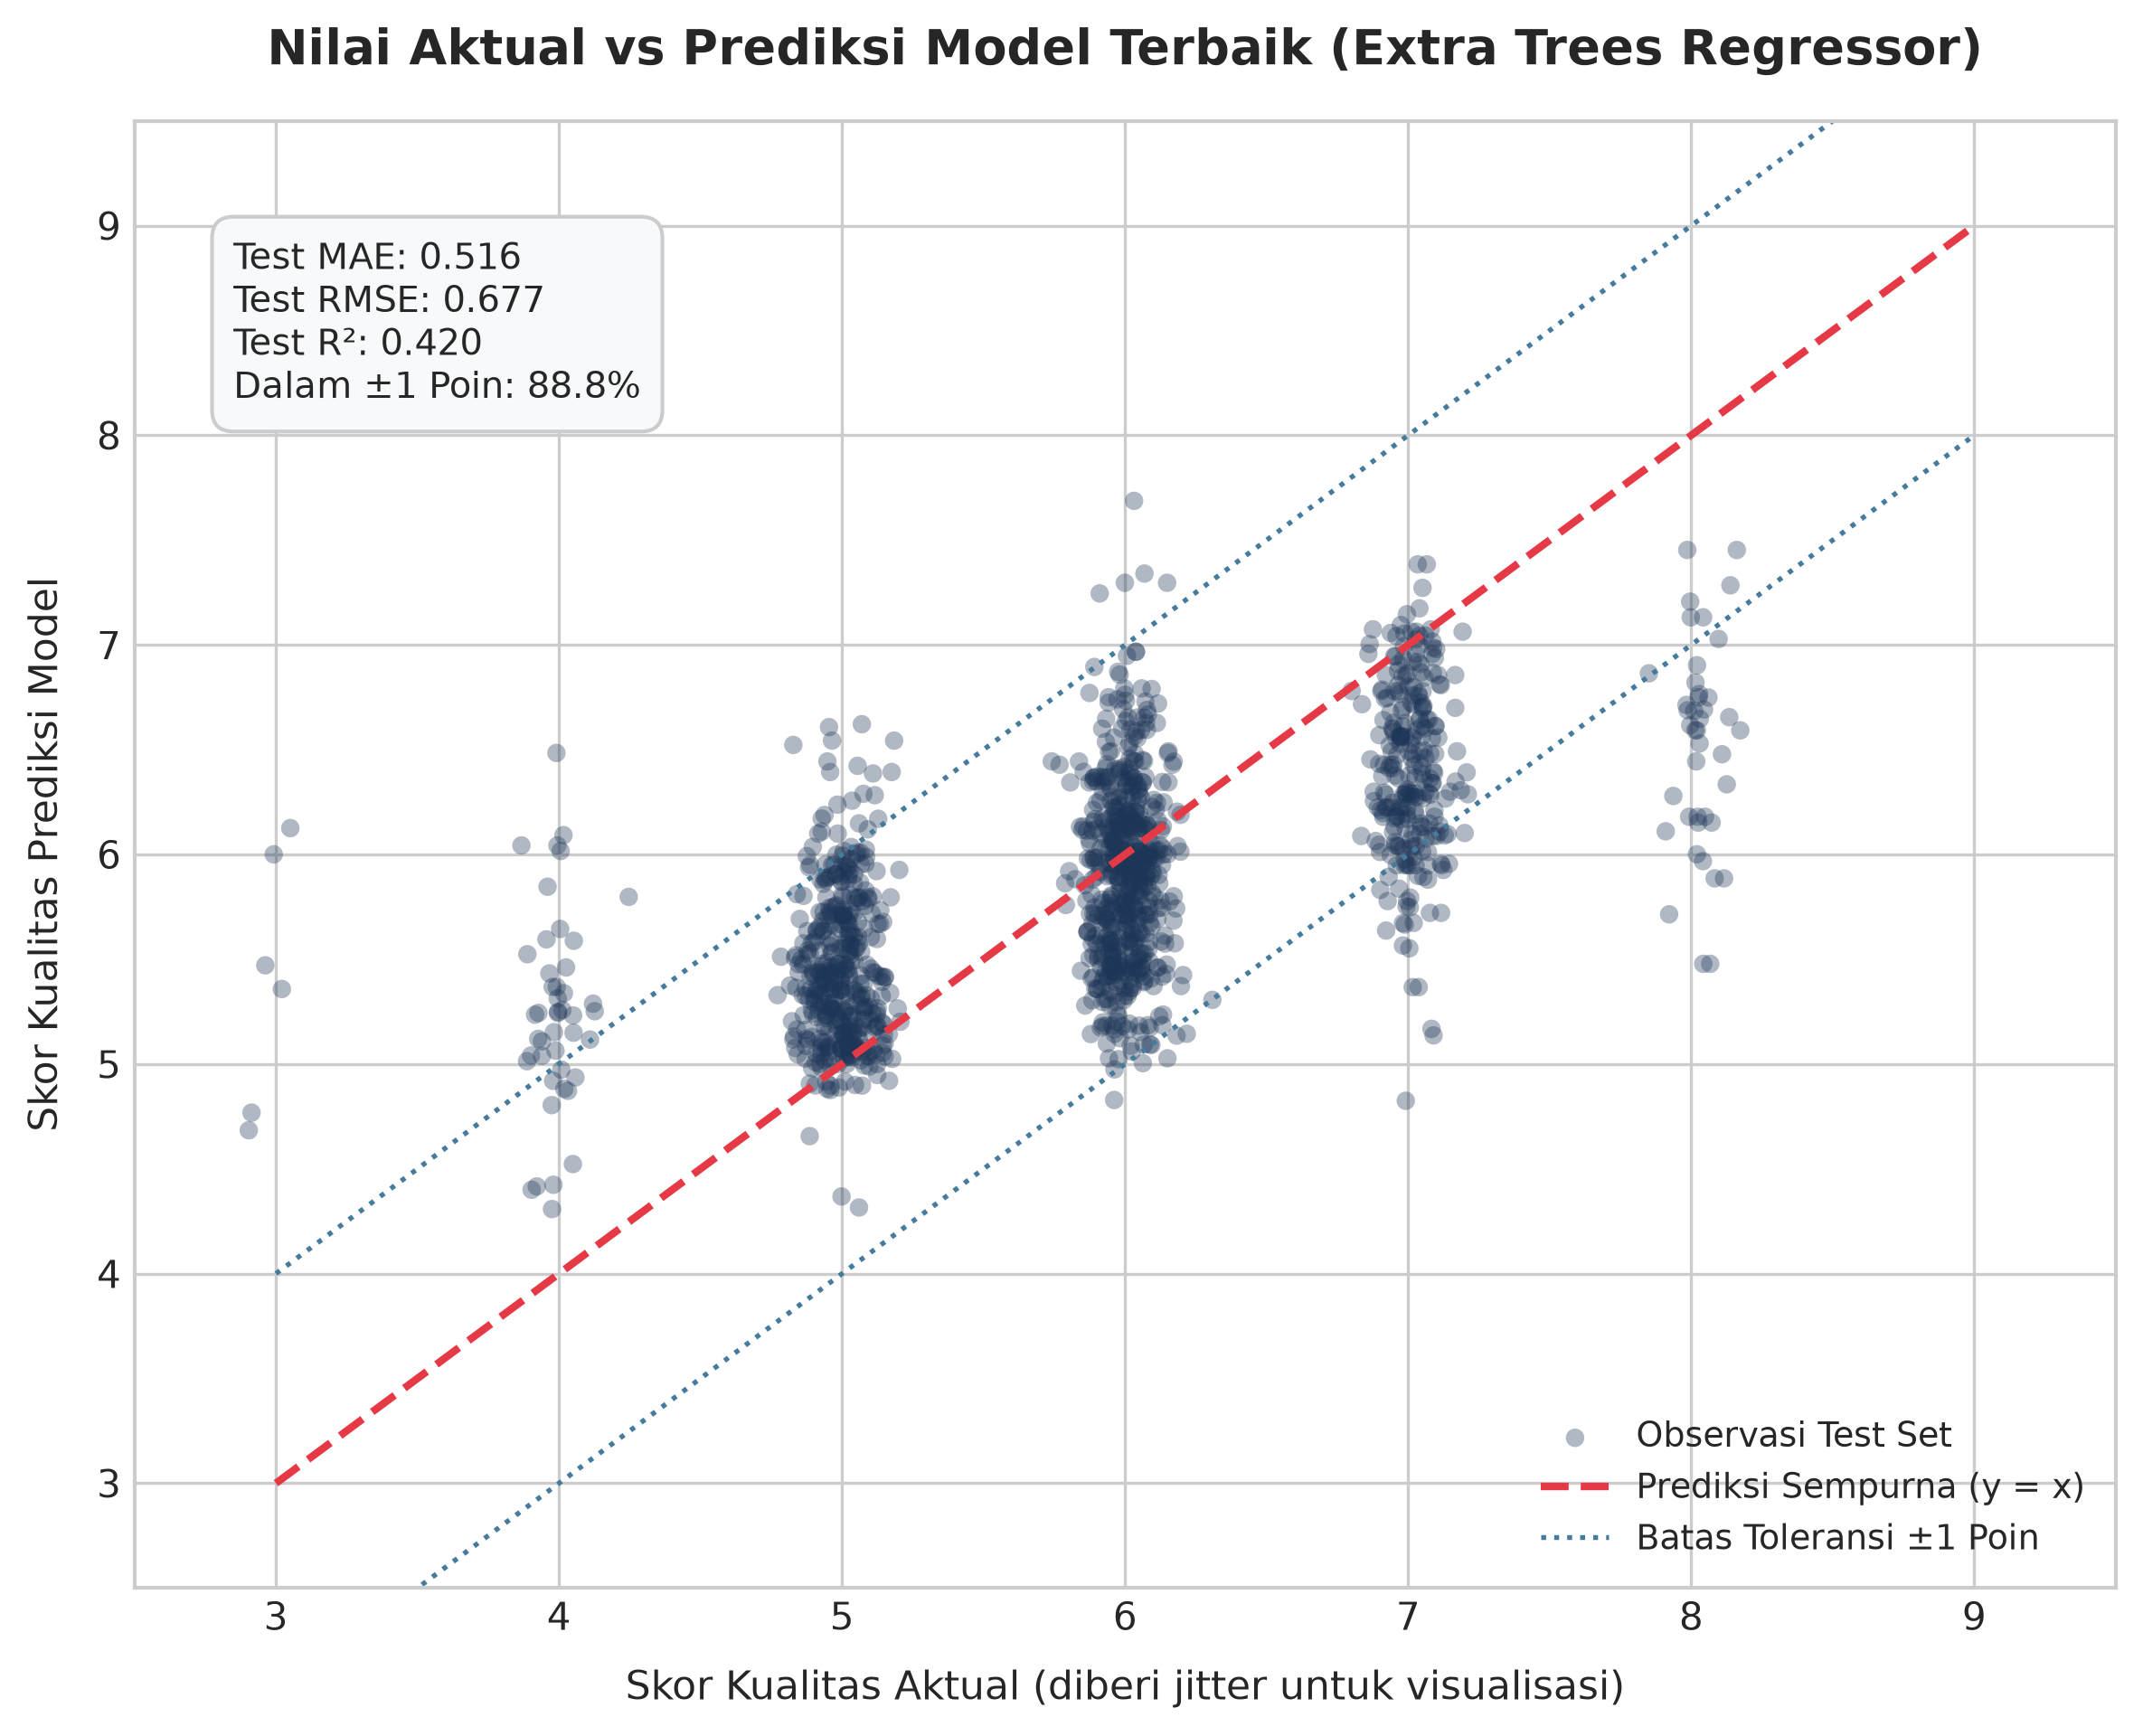 Nilai Aktual vs Prediksi Model Terbaik (Extra Trees Regressor)
Test MAE: 0.516
Test RMSE: 0.677
Test R²: 0.420
Dalam ±1 Poin: 88.8%
Skor Kualitas Prediksi Model
9
8
7
6
5
4
3
Observasi Test Set
Prediksi Sempurna (y = x)
Batas Toleransi ±1 Poin
3 4 5 6 7 8 9
Skor Kualitas Aktual (diberi jitter untuk visualisasi)